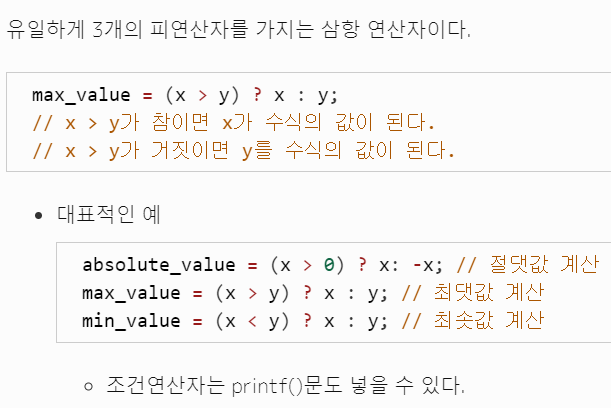 유일하게 3개의 피연산자를 가지는 삼항 연산자이다.
max_value = (x > y) ? x : y;
// x > y가 참이면 x가 수식의 값이 된다.
// x > y가 거짓이면 y를 수식의 값이 된다.
• 대표적인 예
absolute_value = (x > 0) ? x: -x; // 절댓값 계산
max_value = (x > y) ? x : y; // 최댓값 계산
min_value = (x < y) ? x : y; // 최솟값 계산
◦ 조건연산자는 printf()문도 넣을 수 있다.